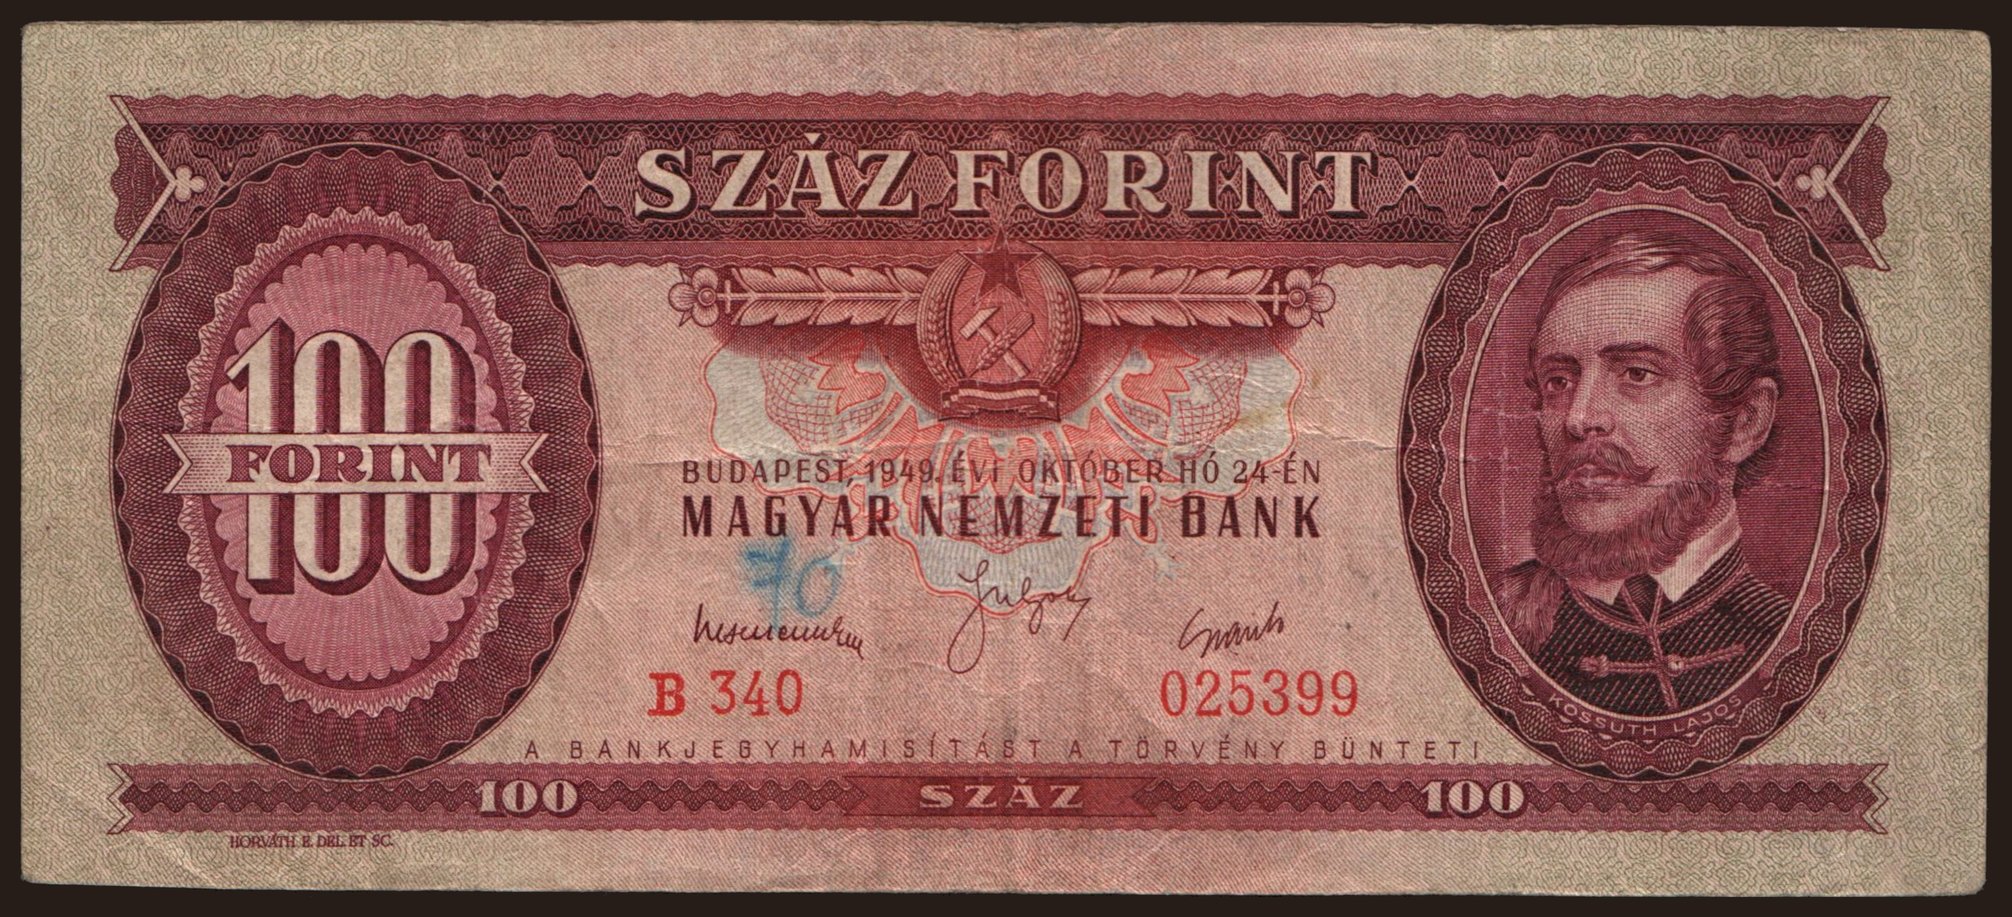 SZÁZ FORINT
100
FORINT
BUDAPEST, 1949. ÉVI OKTÓBER HÓ 24-ÉN
MAGYAR NEMZETI BANK
70
B 340
025399
KOSSUTH LAJOS
A BANKJEGYHAMISÍTÁST A TÖRVÉNY BÜNTETI
100
SZÁZ
100
HORVÁTH E. DEL. ET SC.